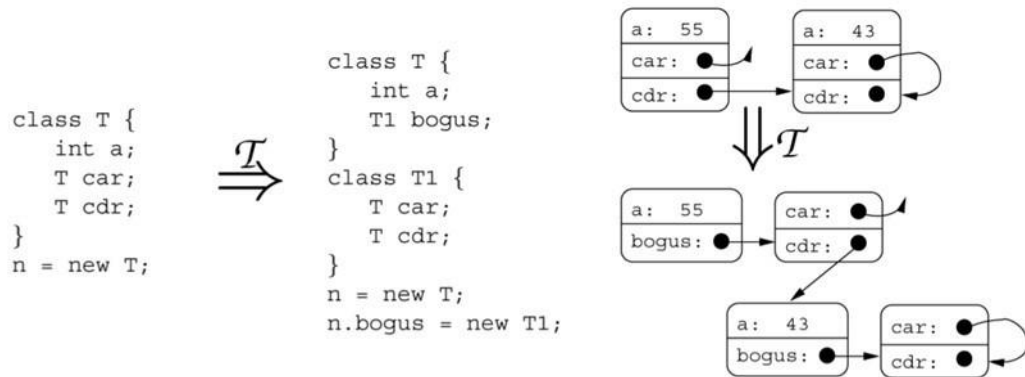 class T {
int a;
T car;
T cdr;
}
n = new T;
𝒯
class T {
int a;
T1 bogus;
}
class T1 {
T car;
T cdr;
}
n = new T;
n.bogus = new T1;
a: 55
car:
cdr:
a: 43
car:
cdr:
𝒯
a: 55
bogus:
car:
cdr:
a: 43
bogus:
car:
cdr: